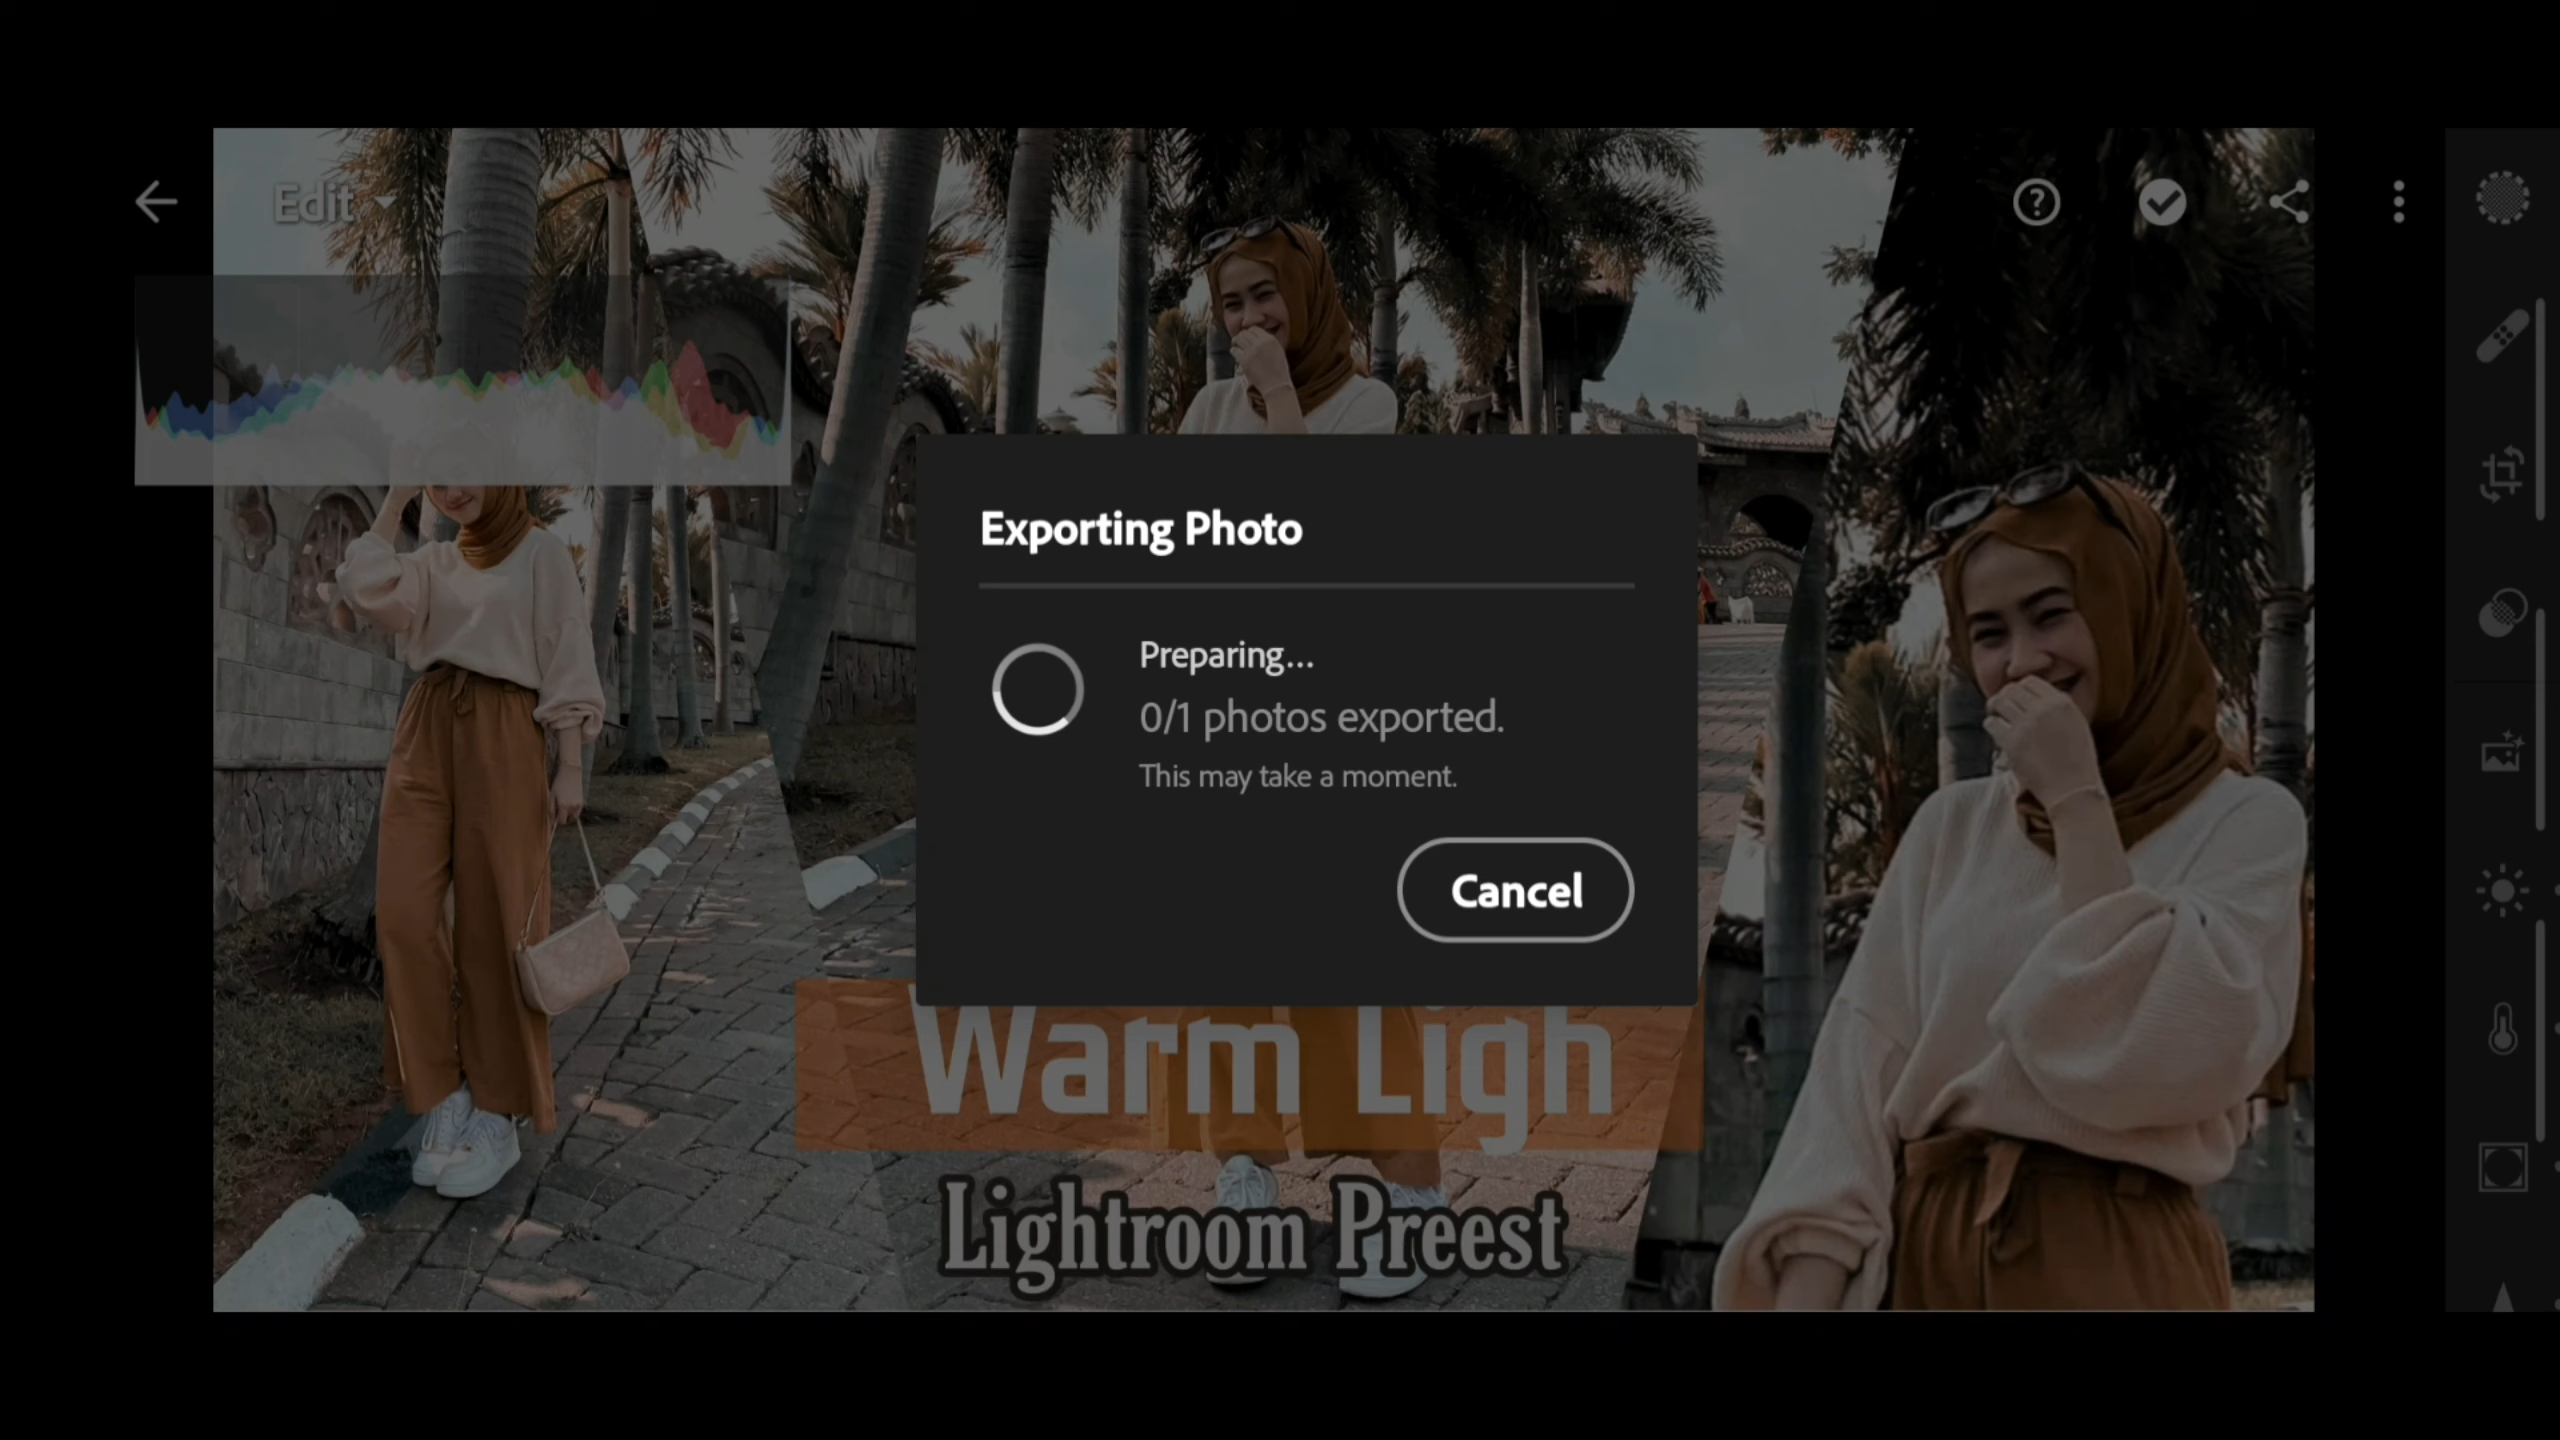 Edit
Exporting Photo
Preparing...
0/1 photos exported.
This may take a moment.
Cancel
Warm Ligh
Lightroom Preest